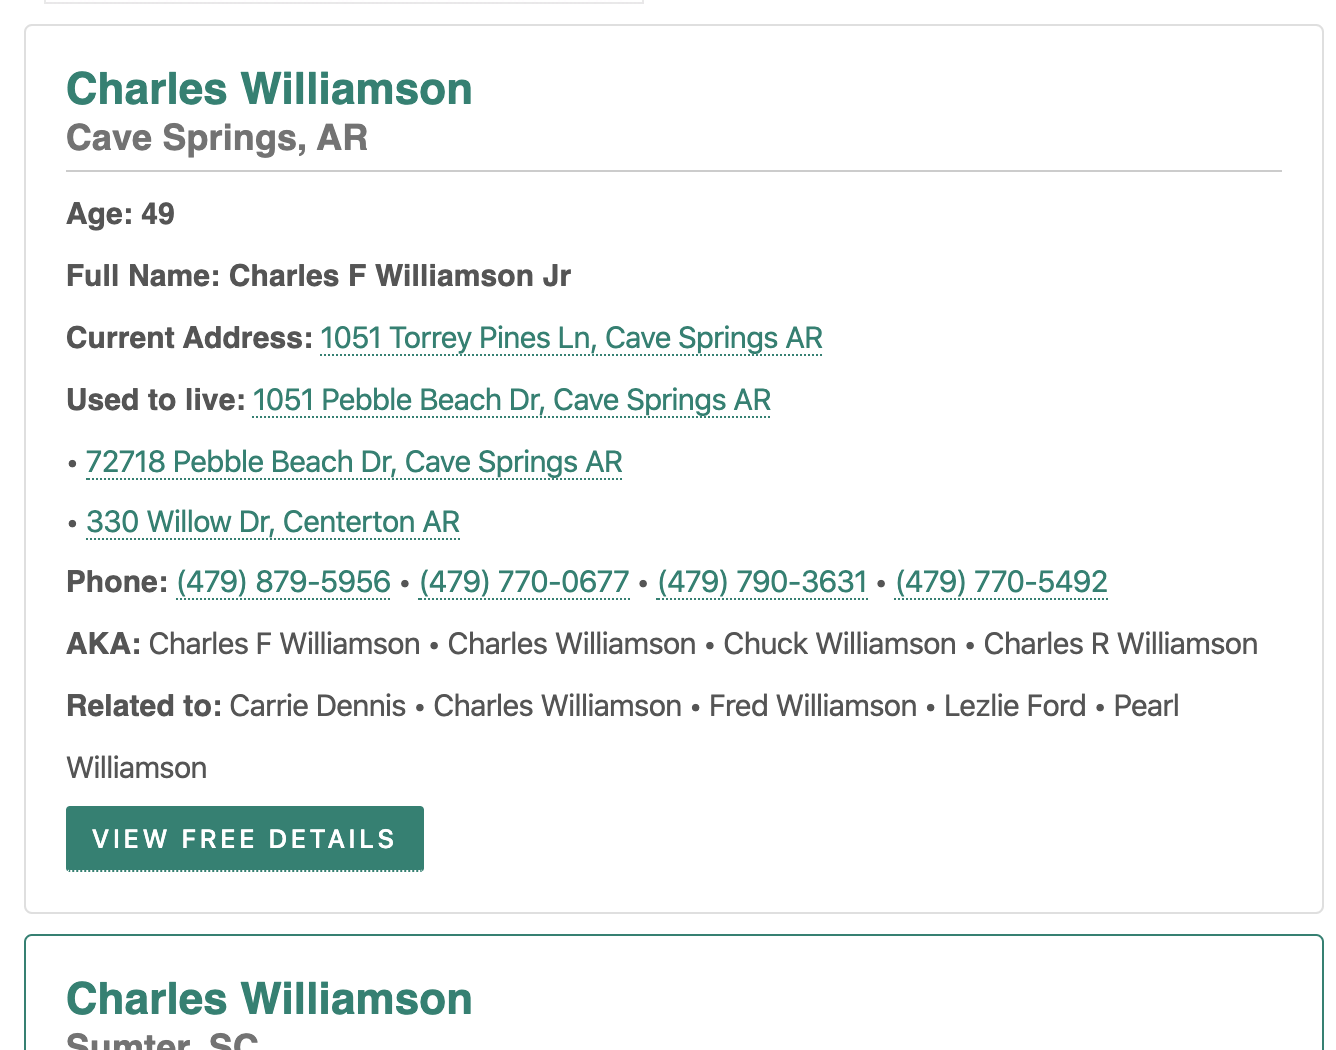 Charles Williamson
Cave Springs, AR
Age: 49
Full Name: Charles F Williamson Jr
Current Address: 1051 Torrey Pines Ln, Cave Springs AR
Used to live: 1051 Pebble Beach Dr, Cave Springs AR
• 72718 Pebble Beach Dr, Cave Springs AR
• 330 Willow Dr, Centerton AR
Phone: (479) 879-5956 • (479) 770-0677 • (479) 790-3631 • (479) 770-5492
AKA: Charles F Williamson • Charles Williamson • Chuck Williamson • Charles R Williamson
Related to: Carrie Dennis • Charles Williamson • Fred Williamson • Lezlie Ford • Pearl
Williamson
VIEW FREE DETAILS
Charles Williamson
Sumter, SC